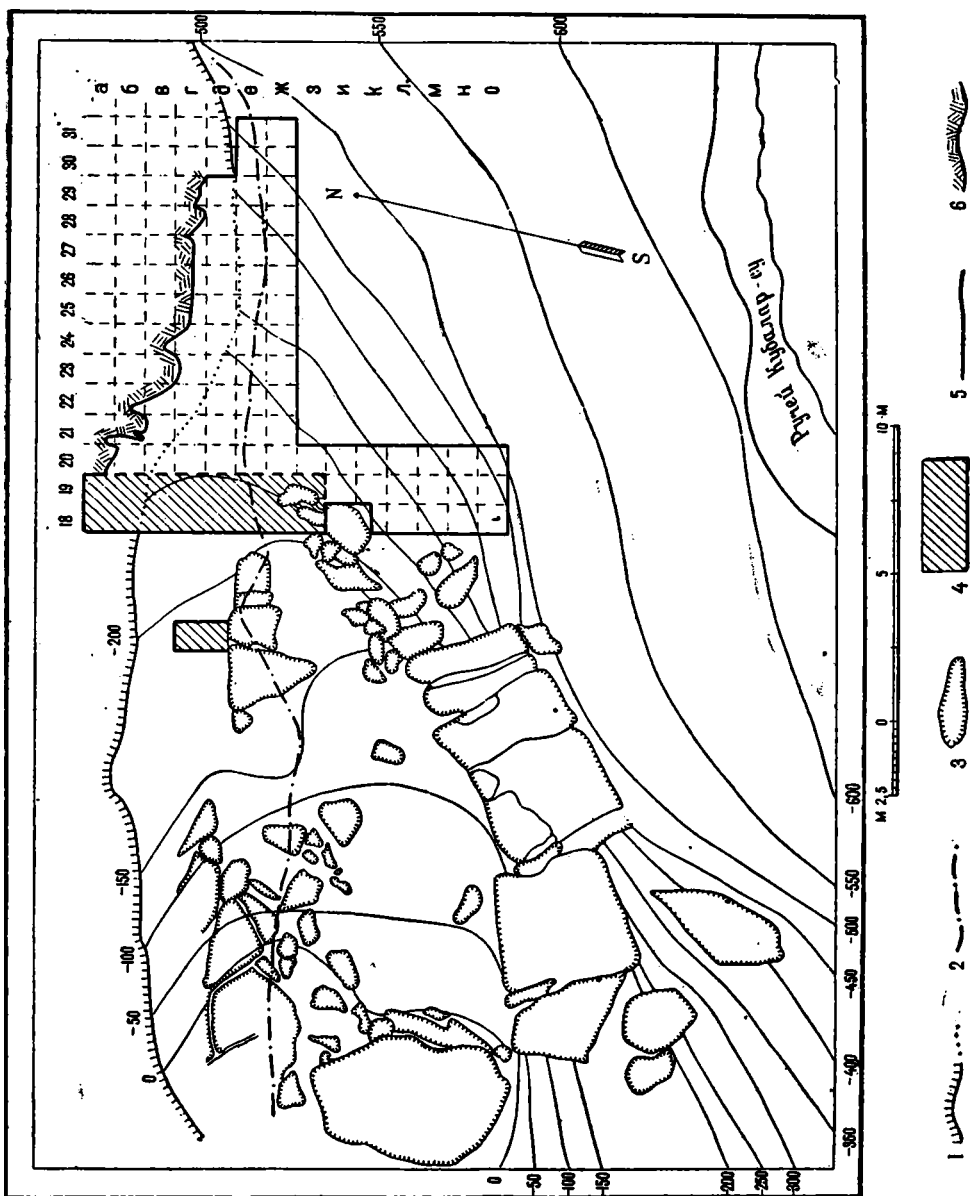 -500
-550
-600
18 19 20 21 22 23 24 25 26 27 28 29 30 31
а
б
в
г
д
е
ж
з
и
к
л
м
н
о
N
S
Ручей Кубалар-су
0
-50
-100
-150
-200
0
-50
-100
-150
-200
-250
-300
-360
-400
-450
-500
-550
-600
М 2,5 0 5 10 М
1 2 3 4 5 6